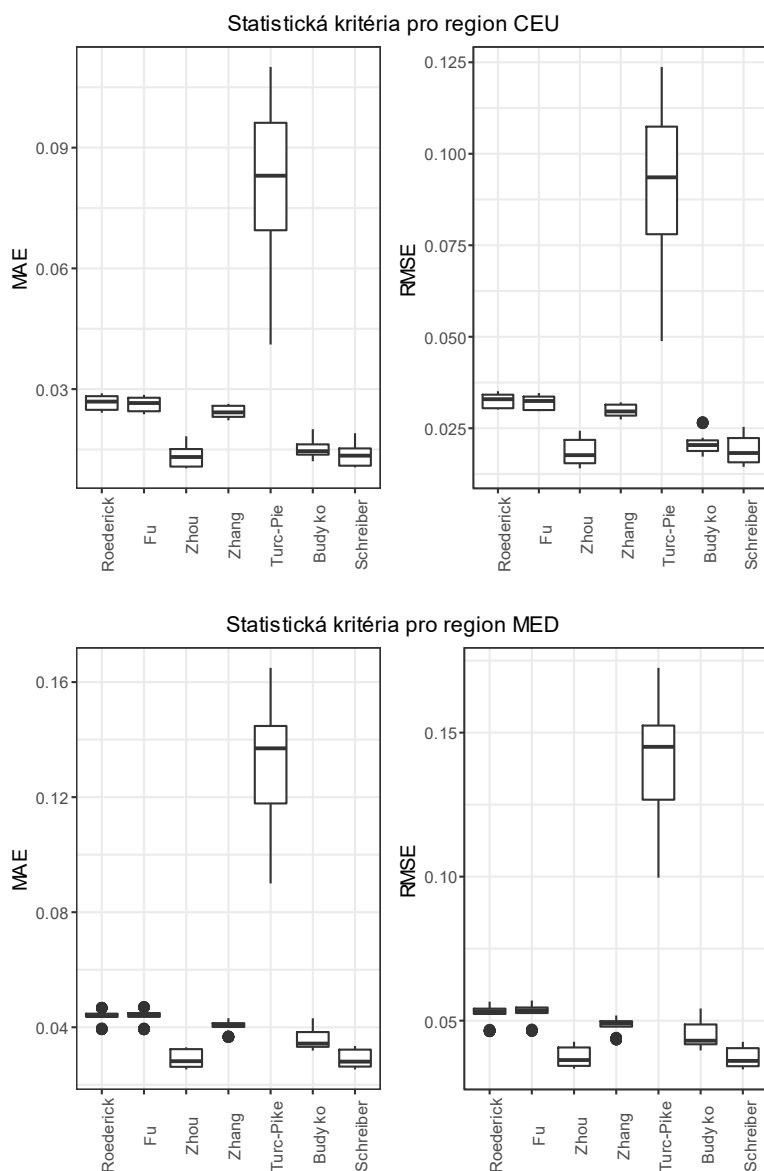 Statistická kritéria pro region CEU
MAE
0.09
0.06
0.03
Roederick
Fu
Zhou
Zhang
Turc-Pie
Budyko
Schreiber
RMSE
0.125
0.100
0.075
0.050
0.025
Roederick
Fu
Zhou
Zhang
Turc-Pie
Budyko
Schreiber
Statistická kritéria pro region MED
MAE
0.16
0.12
0.08
0.04
Roederick
Fu
Zhou
Zhang
Turc-Pike
Budyko
Schreiber
RMSE
0.15
0.10
0.05
Roederick
Fu
Zhou
Zhang
Turc-Pike
Budyko
Schreiber